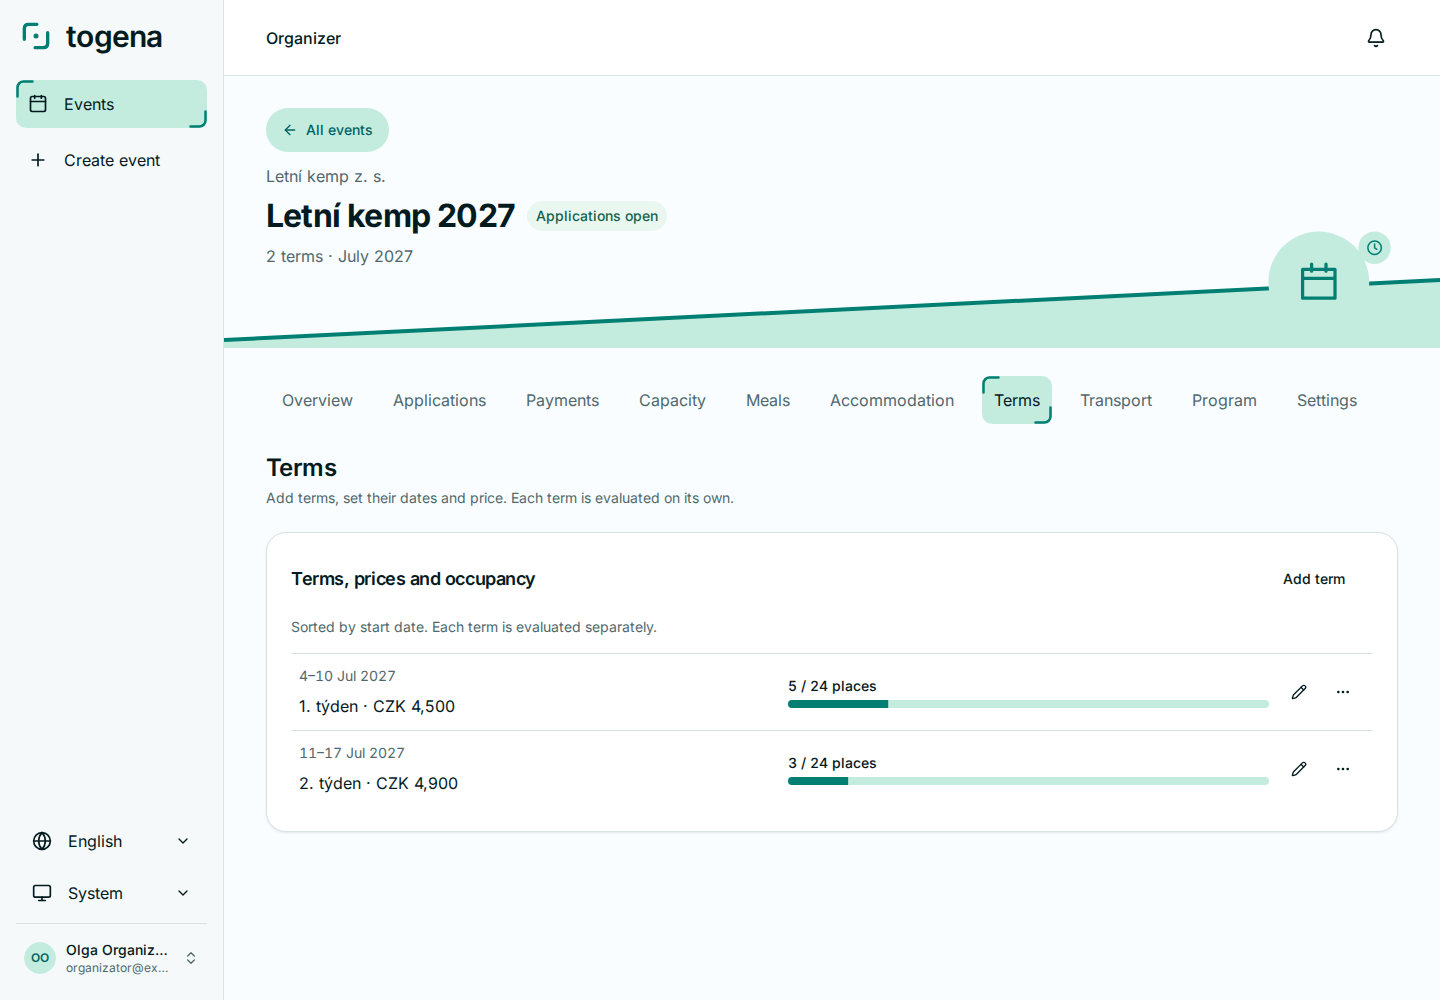 togena
Events
Create event
English
System
OO
Olga Organiz...
organizator@ex...
Organizer
All events
Letní kemp z. s.
Letní kemp 2027
Applications open
2 terms · July 2027
Overview
Applications
Payments
Capacity
Meals
Accommodation
Terms
Transport
Program
Settings
Terms
Add terms, set their dates and price. Each term is evaluated on its own.
Terms, prices and occupancy
Add term
Sorted by start date. Each term is evaluated separately.
4–10 Jul 2027
1. týden · CZK 4,500
5 / 24 places
11–17 Jul 2027
2. týden · CZK 4,900
3 / 24 places